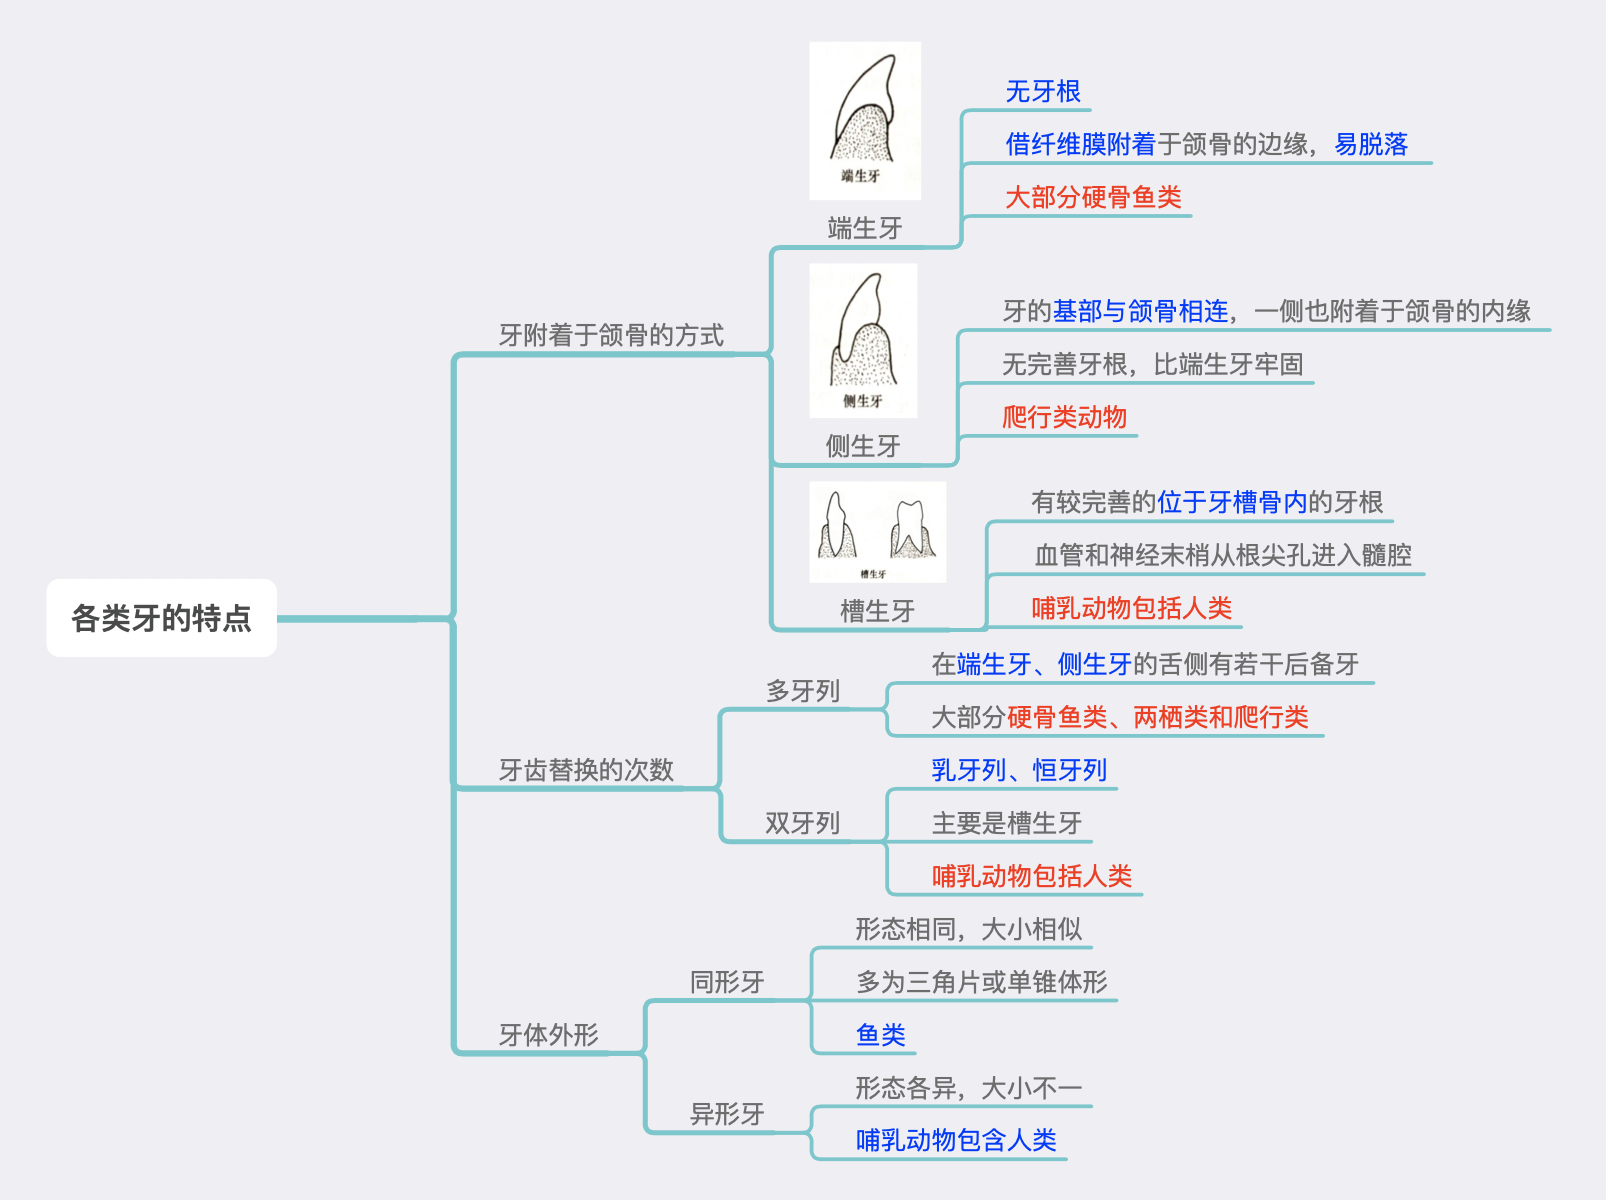 各类牙的特点
牙附着于颌骨的方式
端生牙
端生牙
无牙根
借纤维膜附着于颌骨的边缘，易脱落
大部分硬骨鱼类
侧生牙
侧生牙
牙的基部与颌骨相连，一侧也附着于颌骨的内缘
无完善牙根，比端生牙牢固
爬行类动物
槽生牙
槽生牙
有较完善的位于牙槽骨内的牙根
血管和神经末梢从根尖孔进入髓腔
哺乳动物包括人类
牙齿替换的次数
多牙列
在端生牙、侧生牙的舌侧有若干后备牙
大部分硬骨鱼类、两栖类和爬行类
双牙列
乳牙列、恒牙列
主要是槽生牙
哺乳动物包括人类
牙体外形
同形牙
形态相同，大小相似
多为三角片或单锥体形
鱼类
异形牙
形态各异，大小不一
哺乳动物包含人类